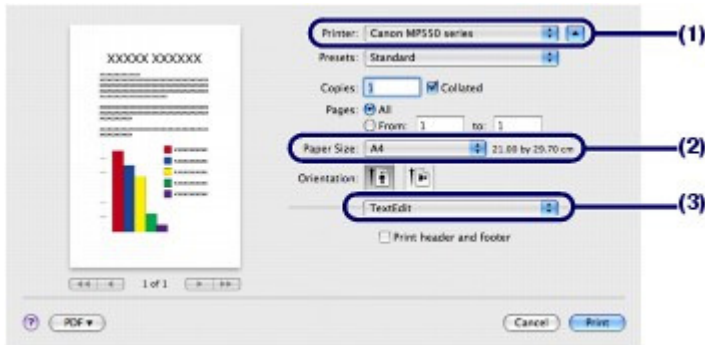 XXXXX XXXXXX
1 of 1
Printer: Canon MP550 series
(1)
Presets: Standard
Copies: 1 Collated
Pages: All
From: 1 to: 1
Paper Size: A4 21.00 by 29.70 cm
(2)
Orientation:
TextEdit
(3)
Print header and footer
? PDF Cancel Print